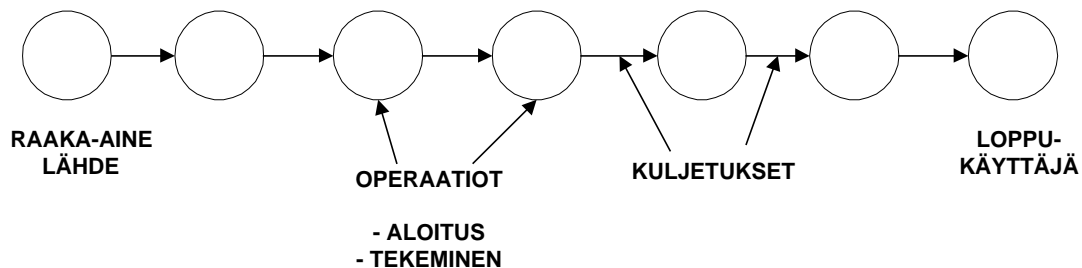 RAAKA-AINE
LÄHDE
OPERAATIOT
- ALOITUS
- TEKEMINEN
KULJETUKSET
LOPPU-
KÄYTTÄJÄ